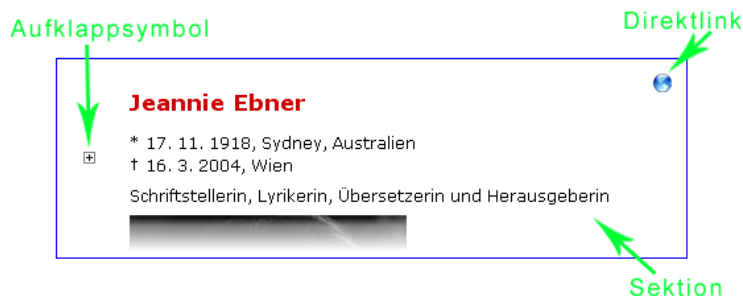 Aufklappsymbol
Direktlink
Jeannie Ebner
* 17. 11. 1918, Sydney, Australien
† 16. 3. 2004, Wien
Schriftstellerin, Lyrikerin, Übersetzerin und Herausgeberin
Sektion